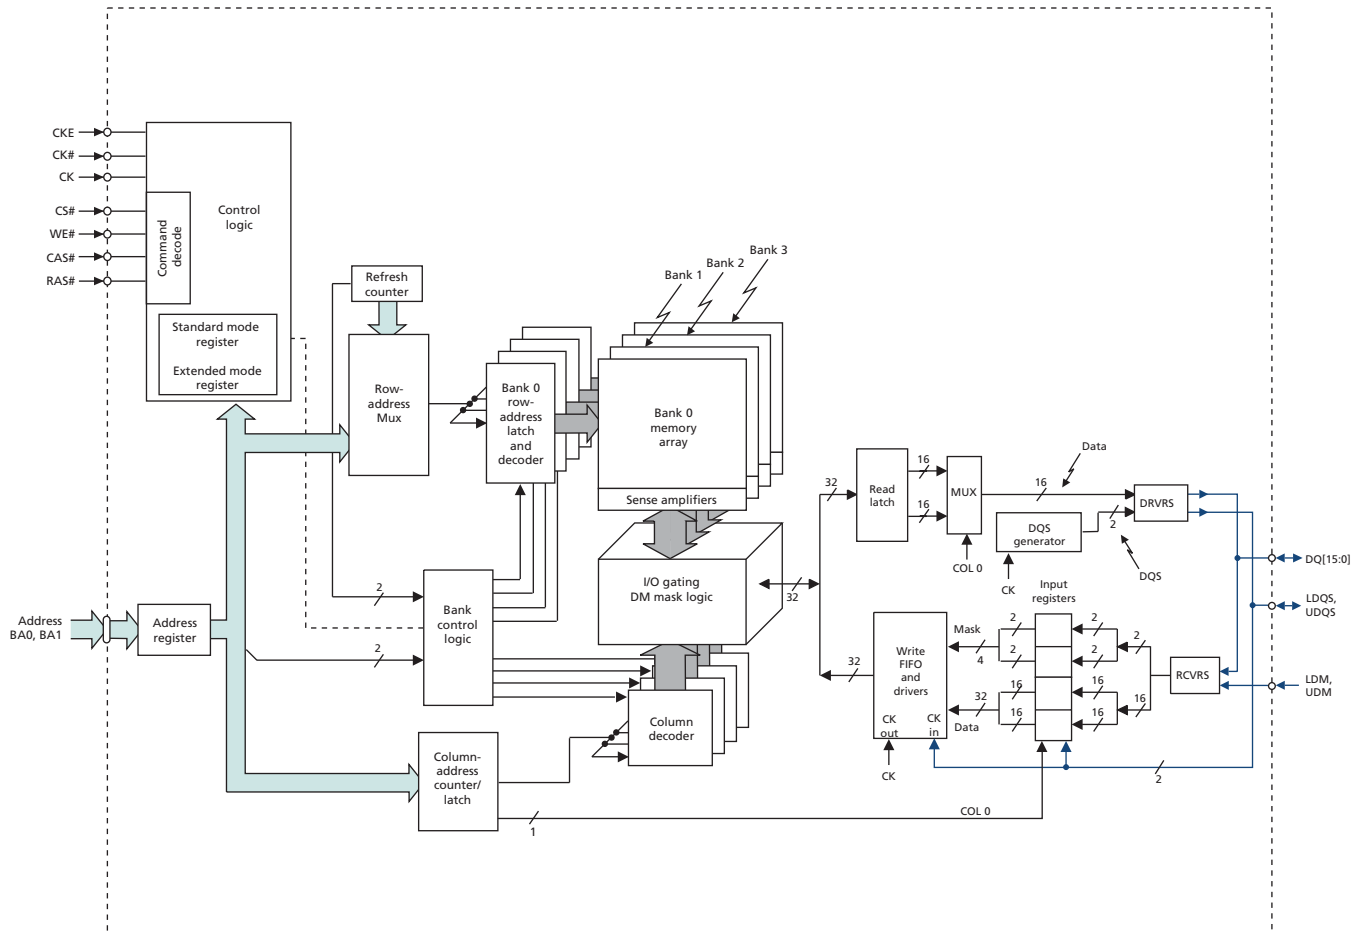 CKE
CK#
CK
CS#
WE#
CAS#
RAS#
Command
decode
Control
logic
Standard mode
register
Extended mode
register
Refresh
counter
Row-
address
Mux
Bank 0
row-
address
latch
and
decoder
Bank 1
Bank 2
Bank 3
Bank 0
memory
array
Sense amplifiers
I/O gating
DM mask logic
32
32
32
Read
latch
16
16
MUX
COL 0
16
Data
DQS
generator
CK
2
DQS
DRVRS
DQ[15:0]
LDQS,
UDQS
LDM,
UDM
RCVRS
Input
registers
2
2
2
2
2
16
16
16
16
16
Mask
4
32
Data
Write
FIFO
and
drivers
CK
out
CK
in
CK
2
COL 0
Address
BA0, BA1
Address
register
2
2
Bank
control
logic
Column
decoder
Column-
address
counter/
latch
1